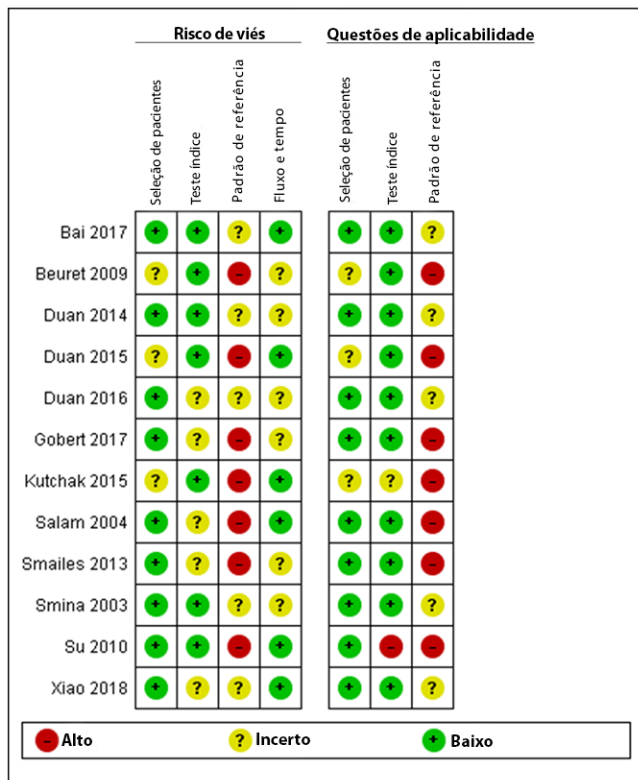 Risco de viés
Questões de aplicabilidade
Seleção de pacientes
Teste índice
Padrão de referência
Fluxo e tempo
Seleção de pacientes
Teste índice
Padrão de referência
Bai 2017 + + ? + + + ?
Beuret 2009 ? + - ? ? + -
Duan 2014 + + ? ? + + ?
Duan 2015 ? + - + ? + -
Duan 2016 + ? ? ? + + ?
Gobert 2017 + ? - ? + + -
Kutchak 2015 ? + - + ? ? -
Salam 2004 + ? - + + + -
Smailes 2013 + ? - ? + + -
Smina 2003 + + ? ? + + ?
Su 2010 + + - + + - -
Xiao 2018 + ? ? + + + ?
- Alto ? Incerto + Baixo